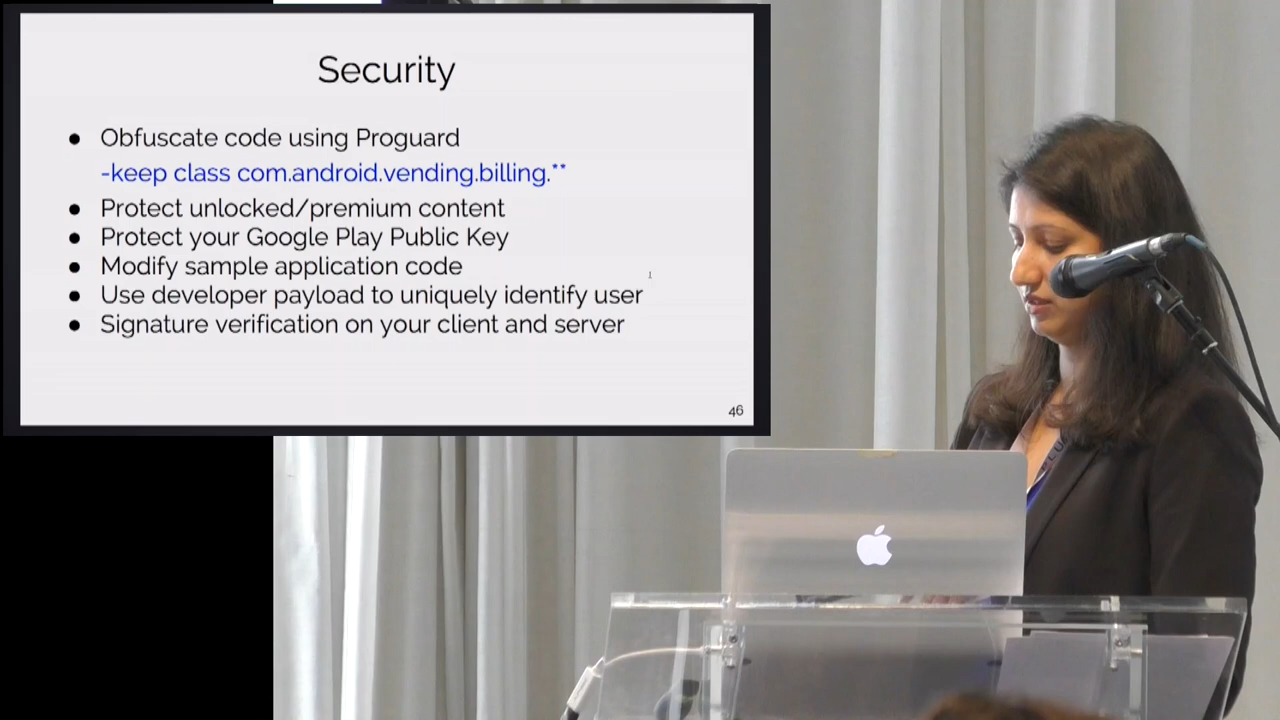 Security
● Obfuscate code using Proguard
-keep class com.android.vending.billing.**
● Protect unlocked/premium content
● Protect your Google Play Public Key
● Modify sample application code
● Use developer payload to uniquely identify user
● Signature verification on your client and server
46